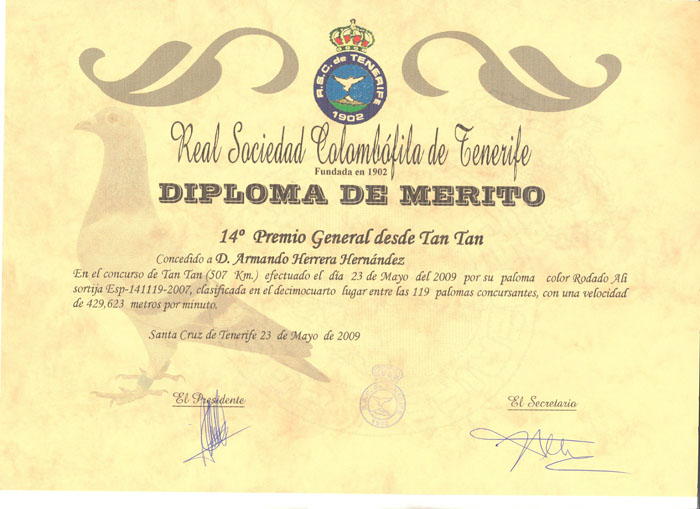 R.S.C. de TENERIFE
1902
Real Sociedad Colombófila de Tenerife
Fundada en 1902
DIPLOMA DE MERITO
14º Premio General desde Tan Tan
Concedido a D. Armando Herrera Hernández
En el concurso de Tan Tan (507 Km.) efectuado el día 23 de Mayo del 2009 por su paloma color Rodado Ali
sortija Esp-141119-2007, clasificada en el decimocuarto lugar entre las 119 palomas concursantes, con una velocidad
de 429,623 metros por minuto.
Santa Cruz de Tenerife 23 de Mayo de 2009
El Presidente
El Secretario
1902